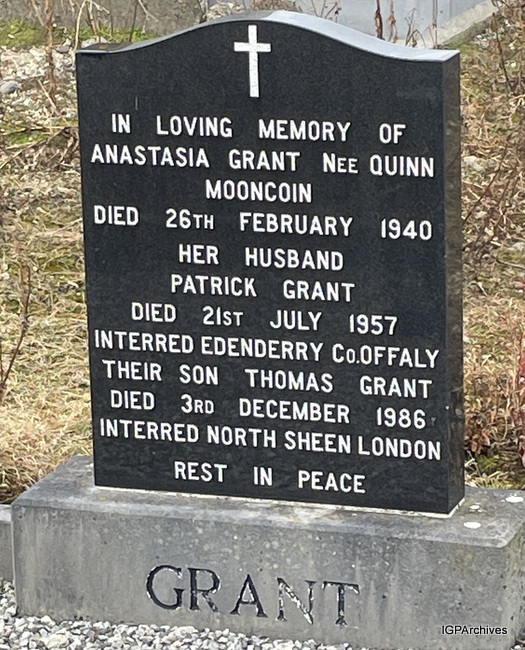 IN LOVING MEMORY OF
ANASTASIA GRANT NEE QUINN
MOONCOIN
DIED 26TH FEBRUARY 1940
HER HUSBAND
PATRICK GRANT
DIED 21ST JULY 1957
INTERRED EDENDERRY CO.OFFALY
THEIR SON THOMAS GRANT
DIED 3RD DECEMBER 1986
INTERRED NORTH SHEEN LONDON
REST IN PEACE
GRANT
IGPArchives